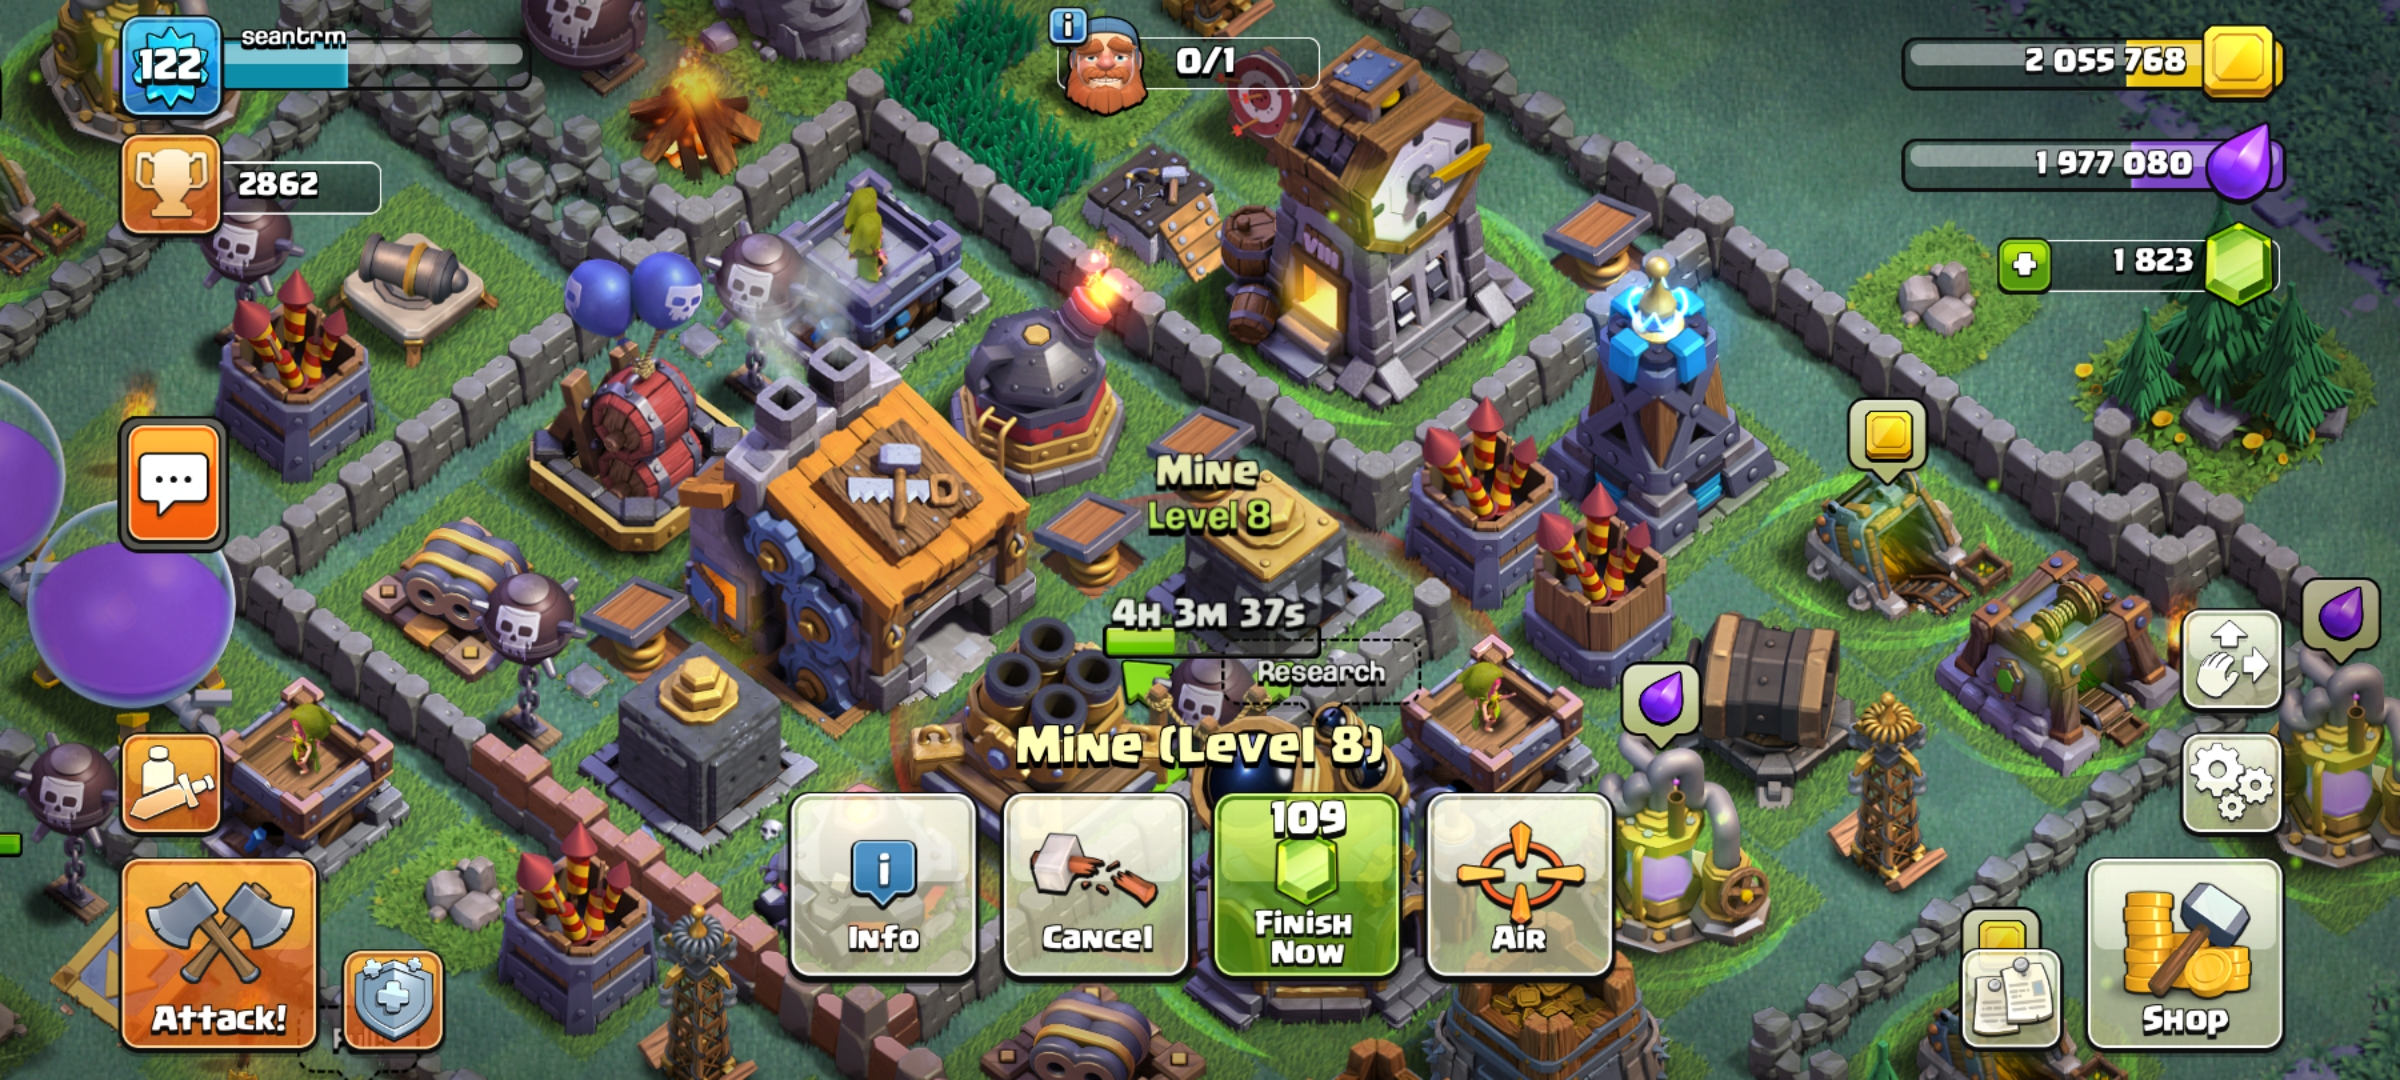 122
seantrm
0/1
2 055 768
2862
1 977 080
1 823
VIII
Mine
Level 8
4H 3M 37s
Research
Mine (Level 8)
Info
Cancel
109
Finish
Now
Air
Attack!
Shop